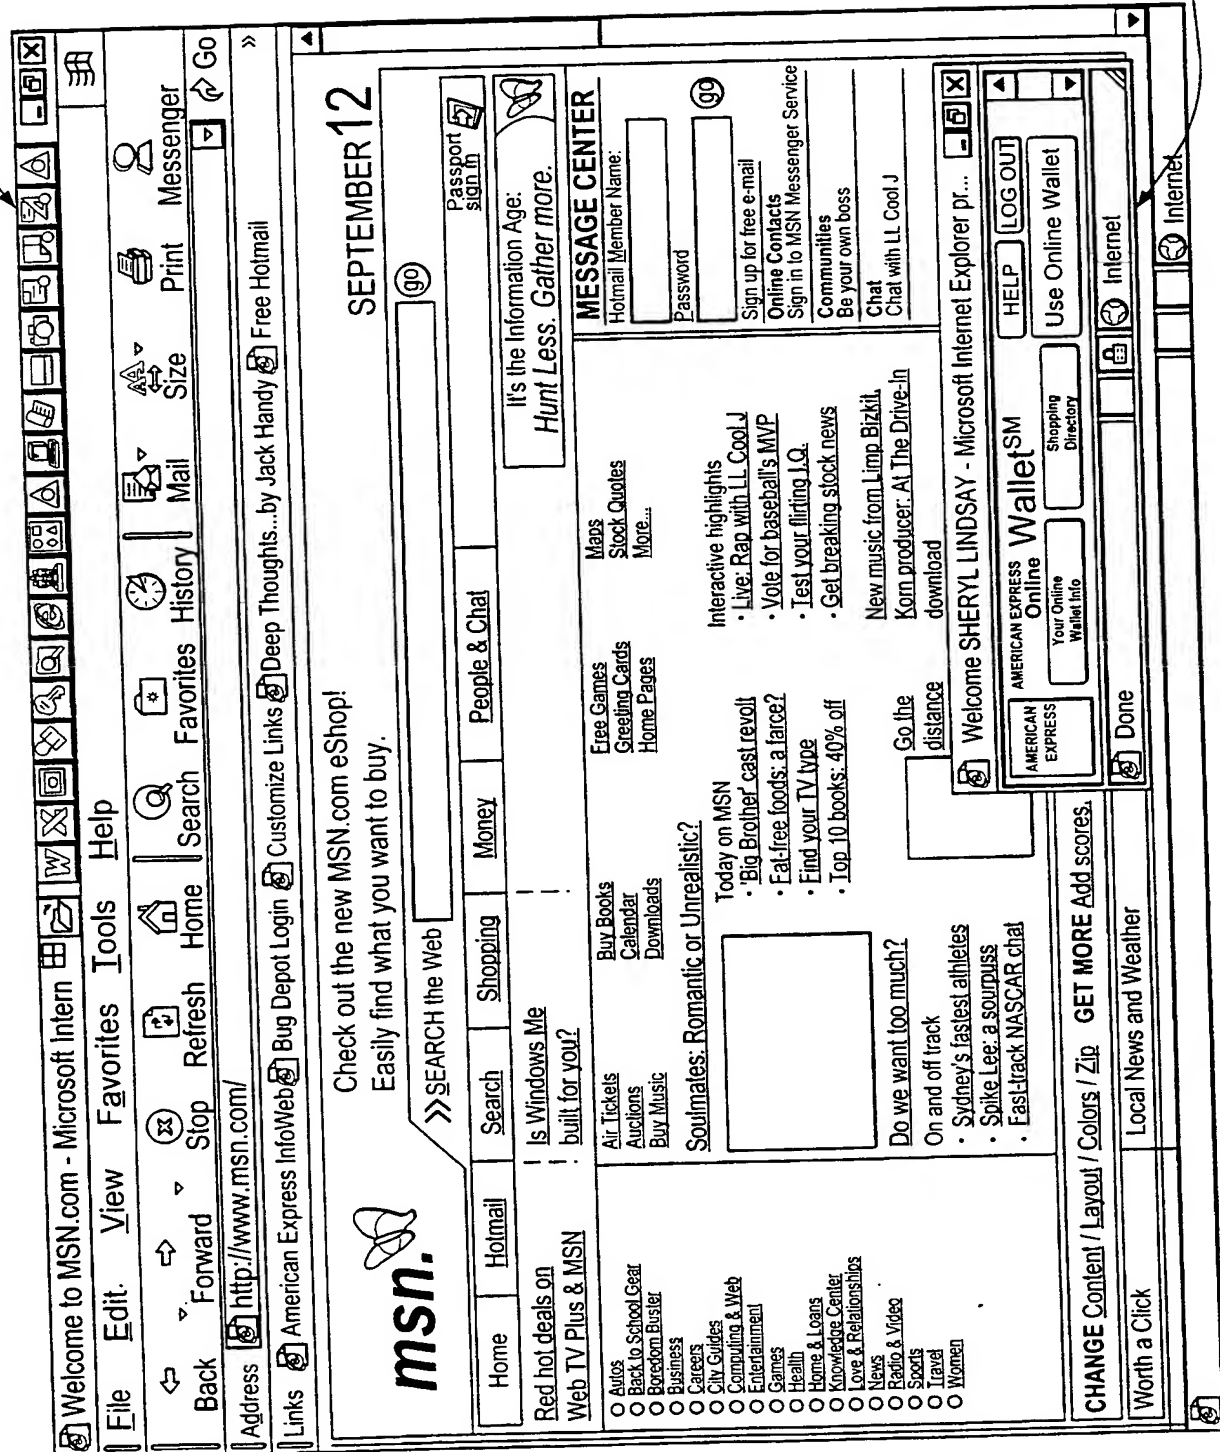 Welcome to MSN.com - Microsoft Intern
File Edit. View Favorites Tools Help
Back Forward Stop Refresh Home Search Favorites History Mail Size Print Messenger
Address http://www.msn.com/ Go
Links American Express InfoWeb Bug Depot Login Customize Links Deep Thoughts...by Jack Handy Free Hotmail »
msn.
Check out the new MSN.com eShop!
Easily find what you want to buy.
SEPTEMBER 12
>>SEARCH the Web go
Passport
sign in
Home Hotmail Search Shopping Money People & Chat
Red hot deals on
Web TV Plus & MSN
Is Windows Me
built for you?
It's the Information Age:
Hunt Less. Gather more.
Autos
Back to School Gear
Boredom Buster
Business
Careers
City Guides
Computing & Web
Entertainment
Games
Health
Home & Loans
Knowledge Center
Love & Relationships
News
Radio & Video
Sports
Travel
Women
Air Tickets
Auctions
Buy Music
Buy Books
Calendar
Downloads
Free Games
Greeting Cards
Home Pages
Maps
Stock Quotes
More...
Soulmates: Romantic or Unrealistic?
Today on MSN
· 'Big Brother' cast revolt
· Fat-free foods: a farce?
· Find your TV type
· Top 10 books: 40% off
Interactive highlights
· Live: Rap with LL Cool J
· Vote for baseball's MVP
· Test your flirting I.Q.
· Get breaking stock news
Do we want too much?
On and off track
· Sydney's fastest athletes
· Spike Lee: a sourpuss
· Fast-track NASCAR chat
Go the
distance
New music from Limp Bizkit,
Korn producer: At The Drive-In
download
MESSAGE CENTER
Hotmail Member Name:
Password
go
Sign up for free e-mail
Online Contacts
Sign in to MSN Messenger Service
Communities
Be your own boss
Chat
Chat with LL Cool J
CHANGE Content / Layout / Colors / Zip GET MORE Add scores.
Worth a Click Local News and Weather
Welcome SHERYL LINDSAY - Microsoft Internet Explorer pr...
AMERICAN
EXPRESS
AMERICAN EXPRESS
Online WalletSM
HELP LOG OUT
Your Online
Wallet Info
Shopping
Directory
Use Online Wallet
Done Internet
Internet